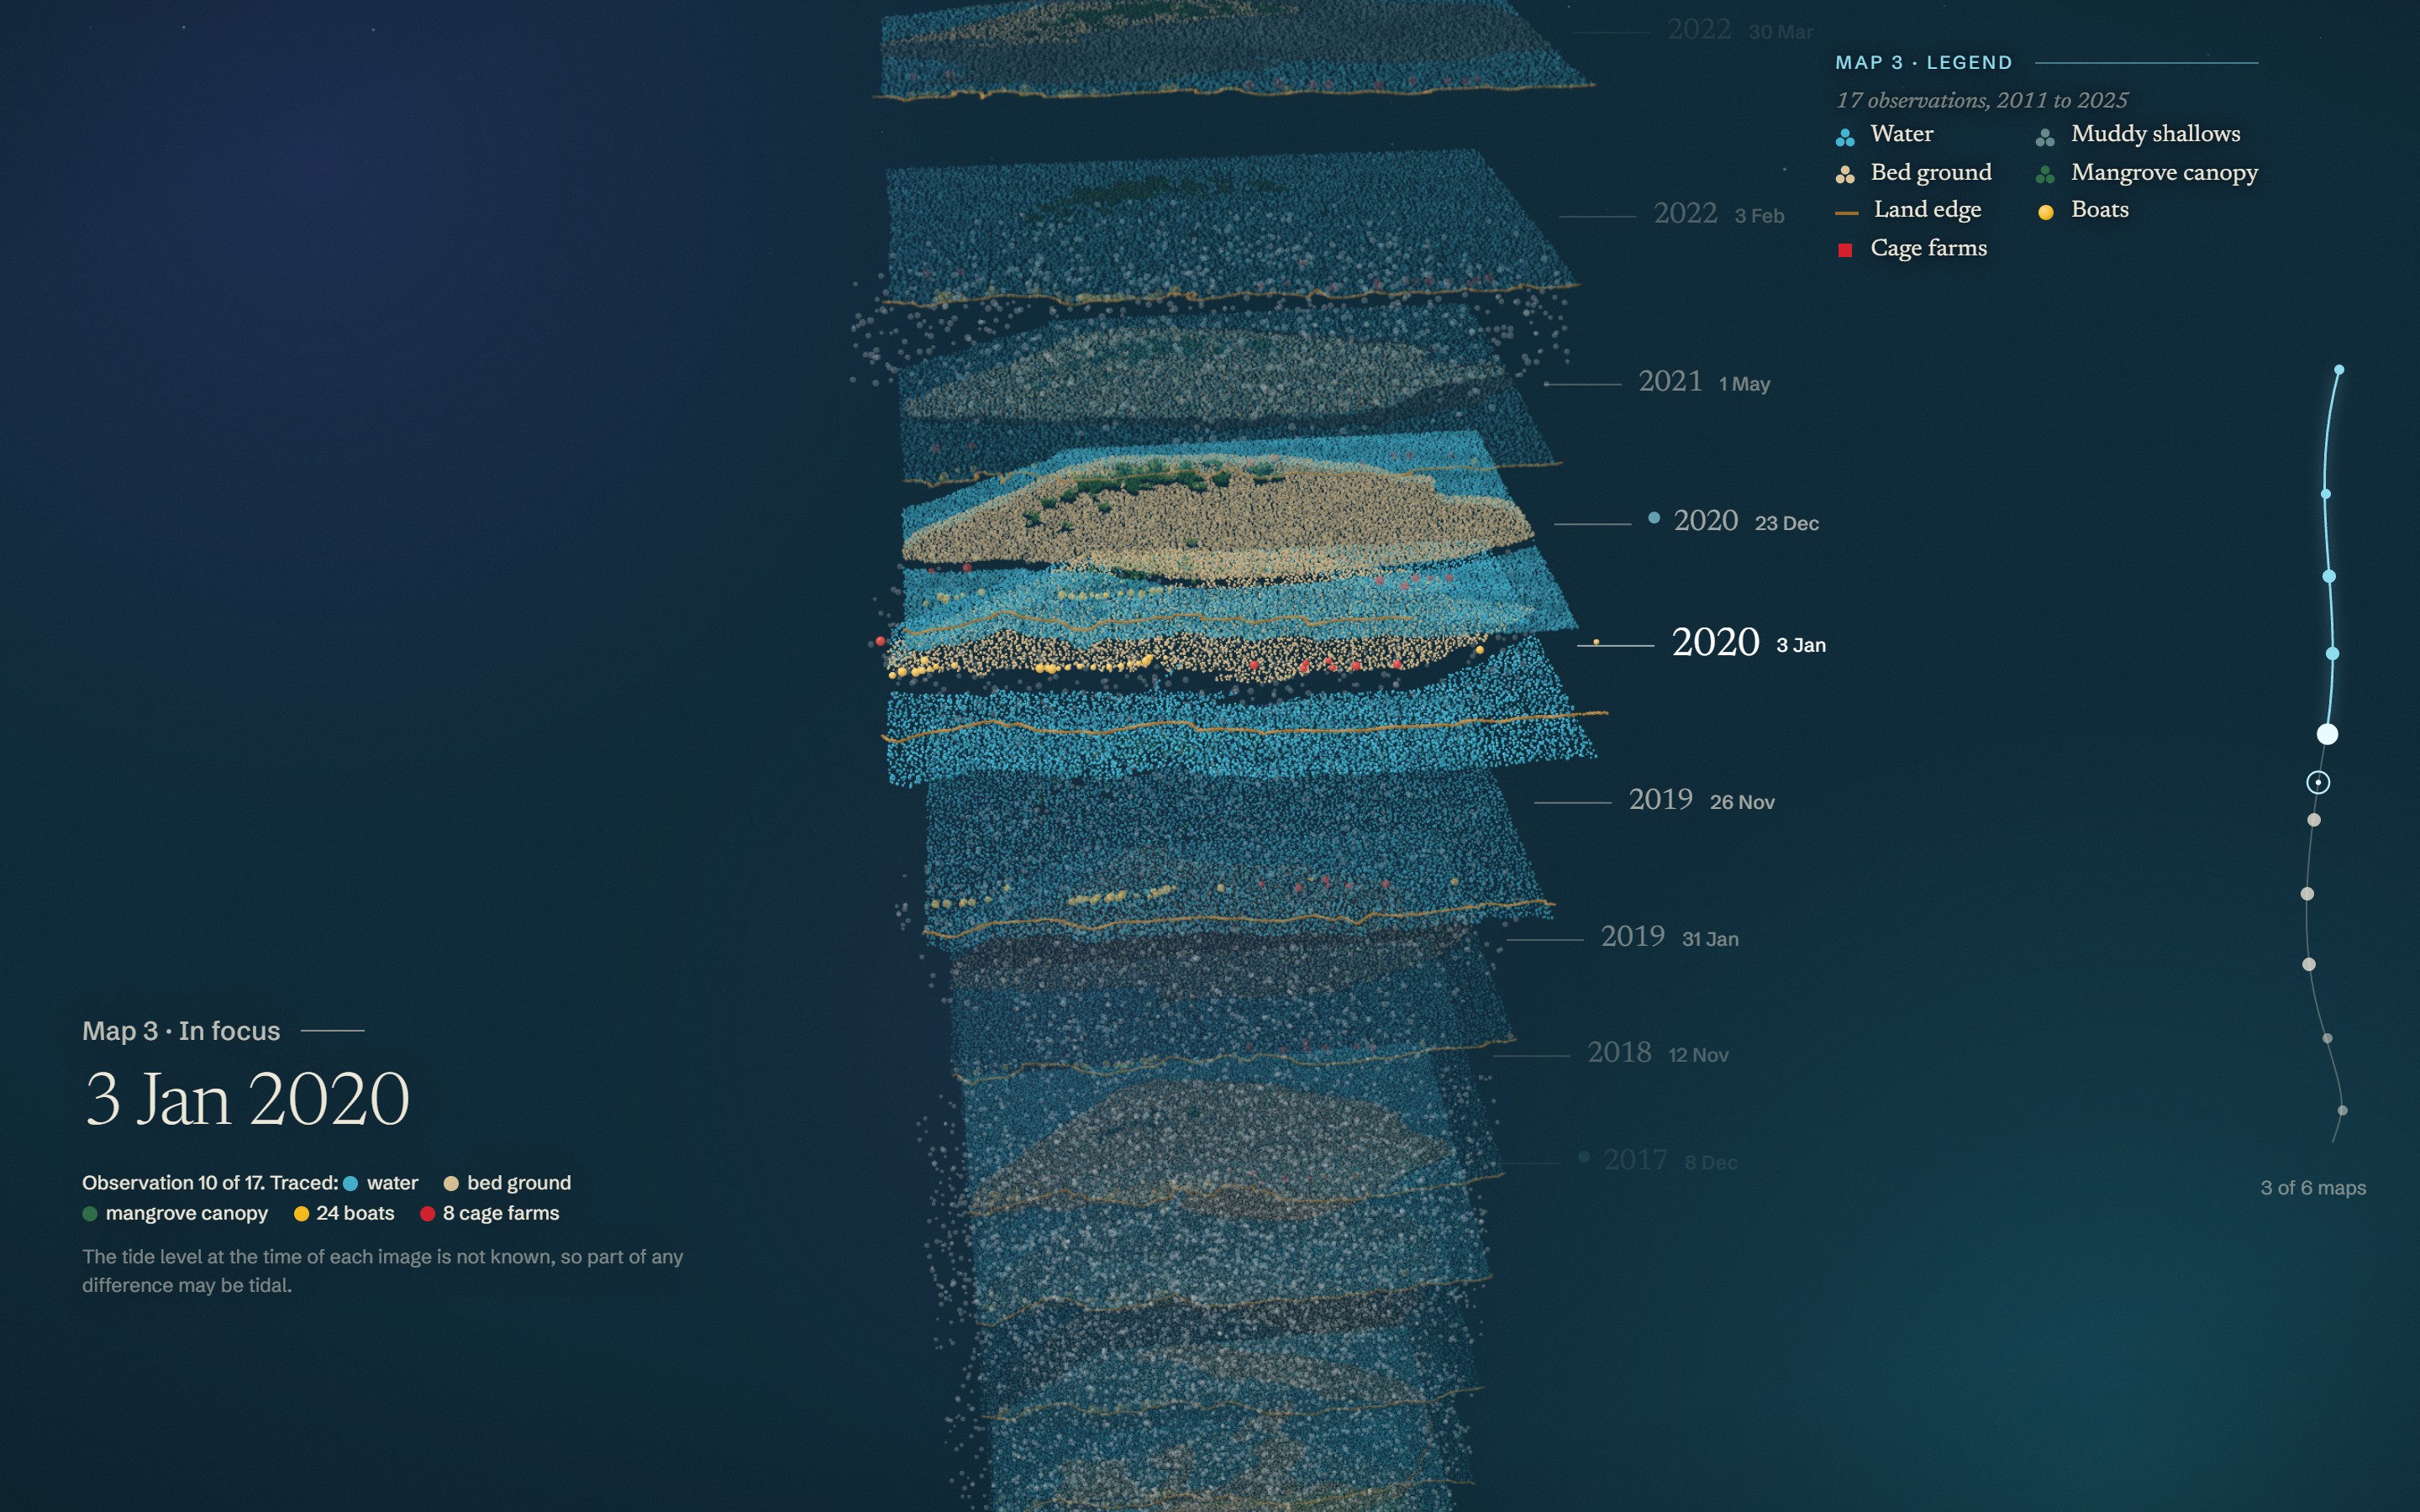 2022 30 Mar
MAP 3 · LEGEND
17 observations, 2011 to 2025
Water
Muddy shallows
Bed ground
Mangrove canopy
Land edge
Boats
Cage farms
2022 3 Feb
2021 1 May
2020 23 Dec
2020 3 Jan
2019 26 Nov
2019 31 Jan
2018 12 Nov
2017 8 Dec
Map 3 · In focus
3 Jan 2020
Observation 10 of 17. Traced: water bed ground
mangrove canopy 24 boats 8 cage farms
The tide level at the time of each image is not known, so part of any
difference may be tidal.
3 of 6 maps